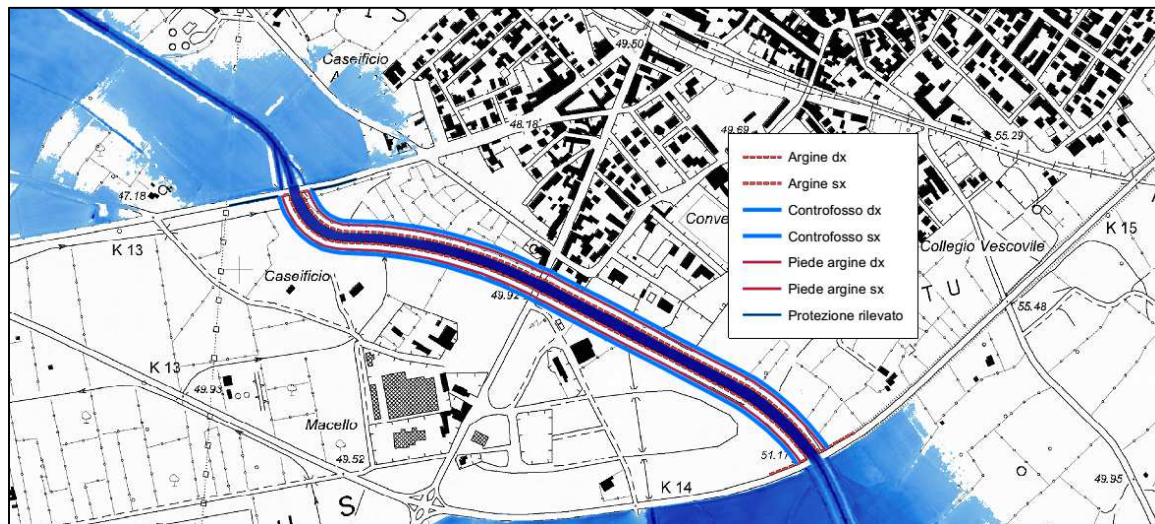 I S
Caseificio
A
49.50
48.18
49.69
55.29
47.18
K 13
Conve
Collegio Vescovile
K 15
Caseificio
49.92
T U
55.48
K 13
49.93
Macello
49.52
51.17
K 14
49.95
U S
Argine dx
Argine sx
Controfosso dx
Controfosso sx
Piede argine dx
Piede argine sx
Protezione rilevato